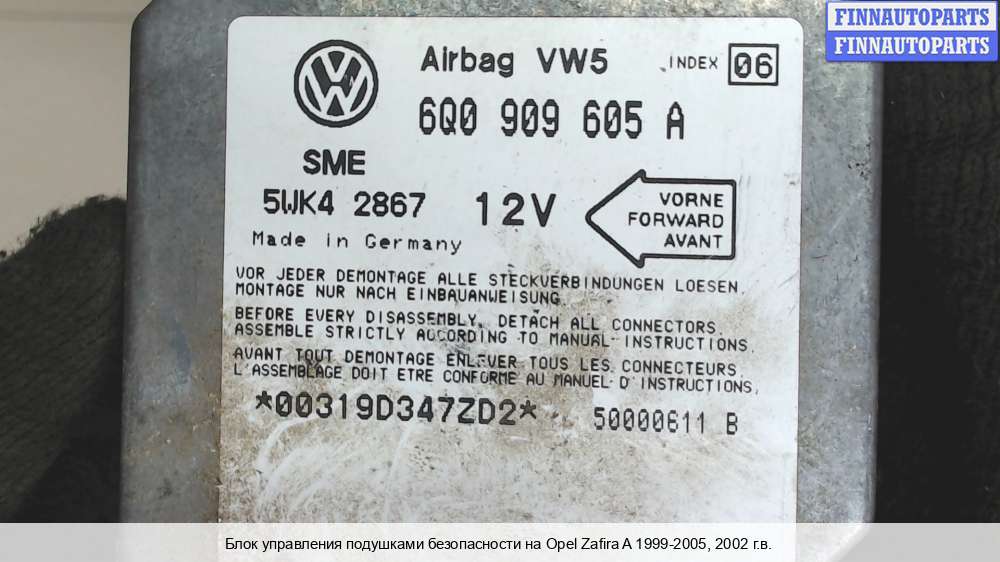 FINNAUTOPARTS
FINNAUTOPARTS
Airbag VW5 INDEX 06
6Q0 909 605 A
SME
5WK4 2867 12V
Made in Germany
VORNE
FORWARD
AVANT
VOR JEDER DEMONTAGE ALLE STECKVERBINDUNGEN LOESEN.
MONTAGE NUR NACH EINBAUANWEISUNG.
BEFORE EVERY DISASSEMBLY, DETACH ALL CONNECTORS.
ASSEMBLE STRICTLY ACCORDING TO MANUAL-INSTRUCTIONS.
AVANT TOUT DEMONTAGE ENLEVER TOUS LES CONNECTEURS.
L'ASSEMBLAGE DOIT ETRE CONFORME AU MANUEL-D'INSTRUCTIONS.
*00319D347ZD2* 50000611 B
Блок управления подушками безопасности на Opel Zafira A 1999-2005, 2002 г.в.